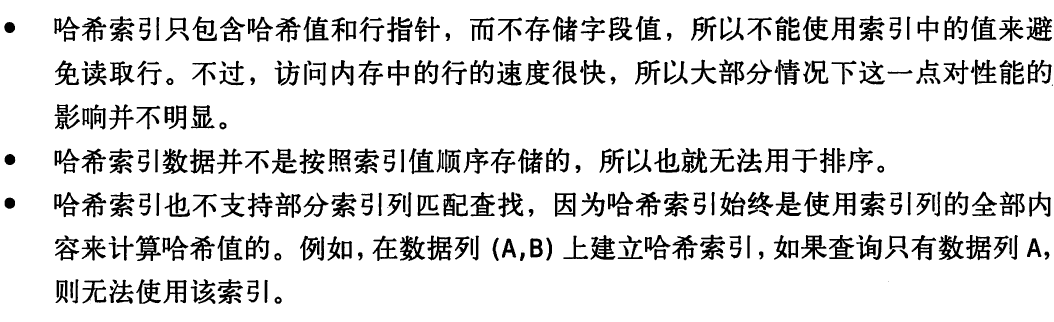 • 哈希索引只包含哈希值和行指针，而不存储字段值，所以不能使用索引中的值来避
免读取行。不过，访问内存中的行的速度很快，所以大部分情况下这一点对性能的
影响并不明显。
• 哈希索引数据并不是按照索引值顺序存储的，所以也就无法用于排序。
• 哈希索引也不支持部分索引列匹配查找，因为哈希索引始终是使用索引列的全部内
容来计算哈希值的。例如，在数据列 (A,B) 上建立哈希索引，如果查询只有数据列 A，
则无法使用该索引。